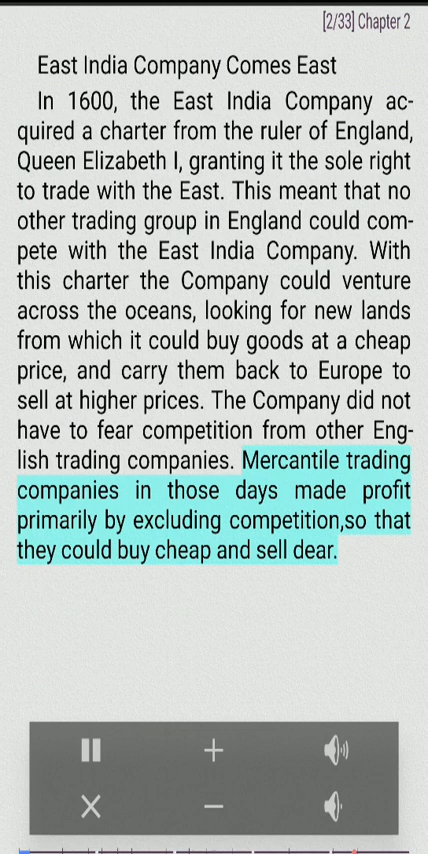 [2/33] Chapter 2
East India Company Comes East
In 1600, the East India Company ac-
quired a charter from the ruler of England,
Queen Elizabeth I, granting it the sole right
to trade with the East. This meant that no
other trading group in England could com-
pete with the East India Company. With
this charter the Company could venture
across the oceans, looking for new lands
from which it could buy goods at a cheap
price, and carry them back to Europe to
sell at higher prices. The Company did not
have to fear competition from other Eng-
lish trading companies. Mercantile trading
companies in those days made profit
primarily by excluding competition,so that
they could buy cheap and sell dear.